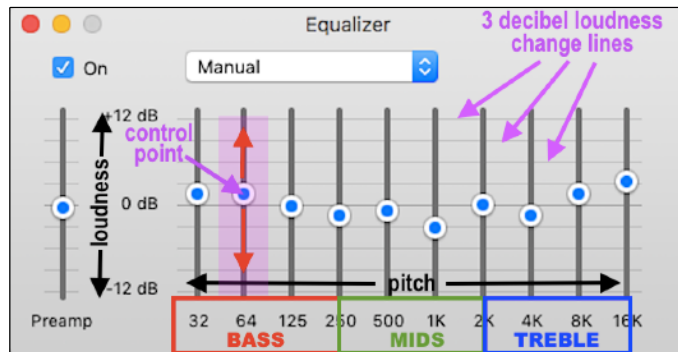 Equalizer
3 decibel loudness
change lines
On
Manual
+12 dB
control
point
loudness
0 dB
-12 dB
pitch
Preamp
32 64 125 250 500 1K 2K 4K 8K 16K
BASS MIDS TREBLE